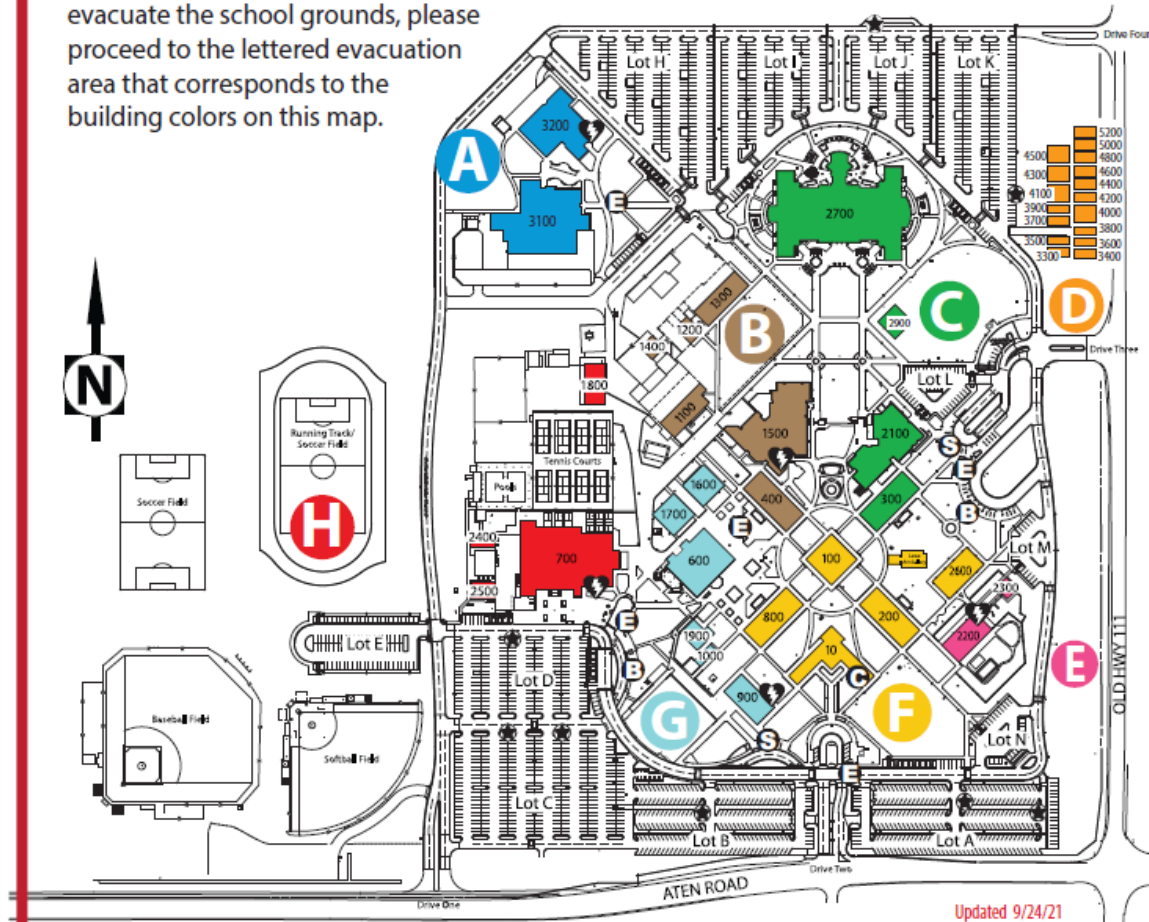 evacuate the school grounds, please
proceed to the lettered evacuation
area that corresponds to the
building colors on this map.
Drive Four
Lot H
Lot I
Lot J
Lot K
3200
A
3100
E
2700
5200
5000
4500
4800
4600
4300
4400
4100
4200
3900
4000
3700
3800
3500
3600
3300
3400
N
1300
1200
1400
B
C
2900
D
Drive Three
1800
1100
Lot L
1500
2100
S
E
Running Track/
Soccer Field
Tennis Courts
Pools
Soccer Field
H
1600
1700
400
300
B
E
2400
700
600
100
2600
Lot M
2500
2300
E
800
200
2200
1900
1000
10
Lot E
B
Lot D
900
C
E
G
F
OLD HWY 111
Baseball Field
Softball Field
S
Lot N
E
Lot C
Lot B
Lot A
Drive Two
ATEN ROAD
Drive One
Updated 9/24/21